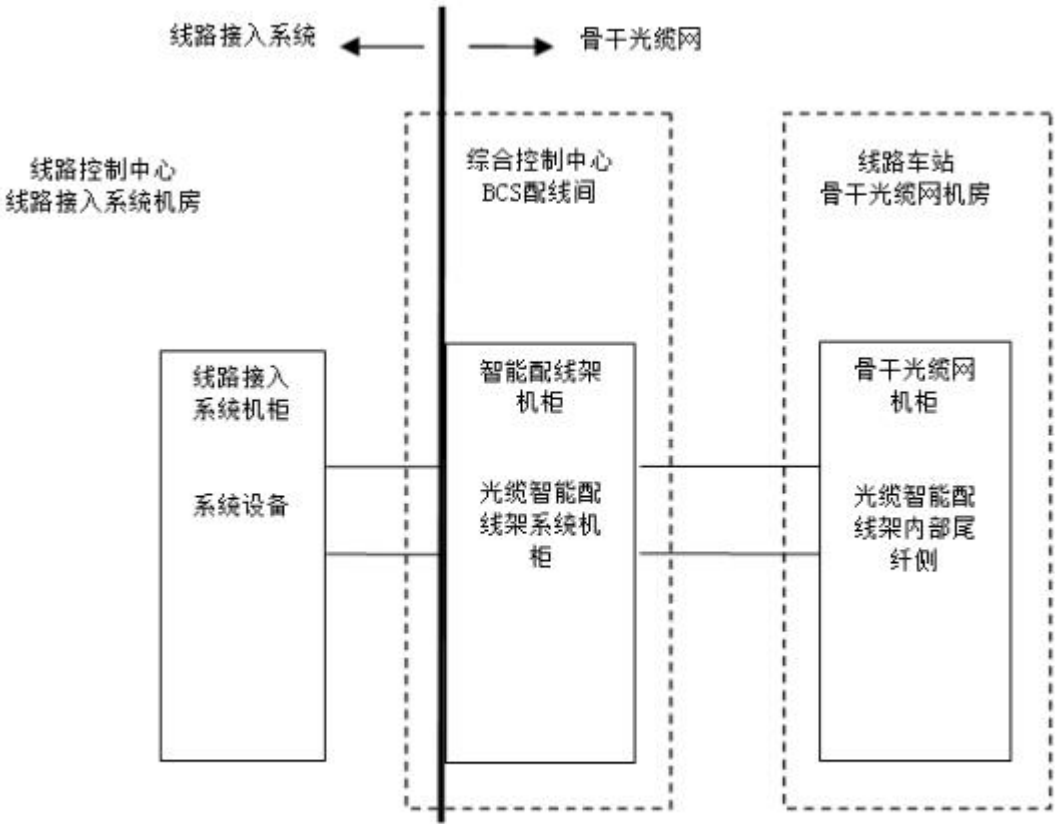 线路接入系统
骨干光缆网
线路控制中心
线路接入系统机房
综合控制中心
BCS配线间
线路车站
骨干光缆网机房
线路接入
系统机柜
系统设备
智能配线架
机柜
光缆智能配
线架系统机
柜
骨干光缆网
机柜
光缆智能配
线架内部尾
纤侧